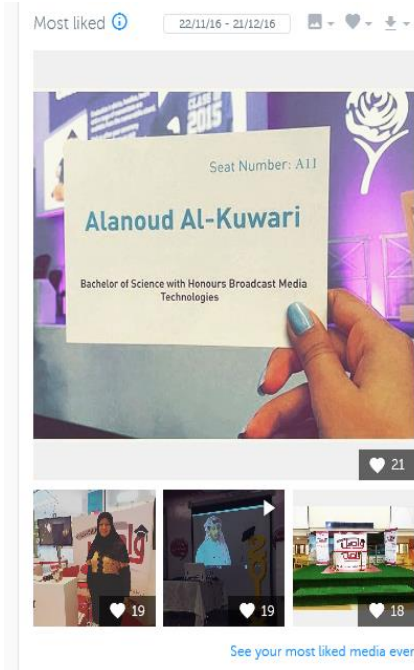 Most liked
22/11/16 - 21/12/16
CLASS OF
2015
Seat Number: A11
Alanoud Al-Kuwari
Bachelor of Science with Honours Broadcast Media
Technologies
21
19
19
18
See your most liked media ever